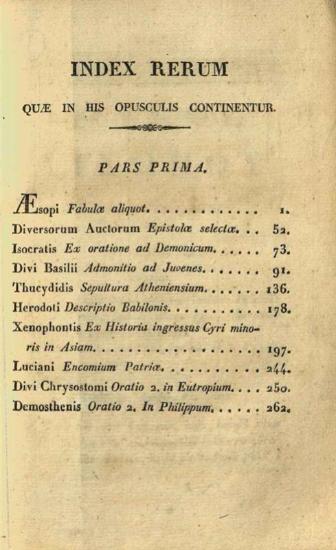 INDEX RERUM
QUÆ IN HIS OPUSCULIS CONTINENTUR.
PARS PRIMA.
Æsopi Fabulæ aliquot. . . . . . . . . . . . 1.
Diversorum Auctorum Epistolæ selectæ. . . 52.
Isocratis Ex oratione ad Demonicum. . . . . 73.
Divi Basilii Admonitio ad Juvenes. . . . . . 91.
Thucydidis Sepultura Atheniensium. . . . . 136.
Herodoti Descriptio Babilonis. . . . . . . 178.
Xenophontis Ex Historia ingressus Cyri mino-
ris in Asiam. . . . . . . . . . . . . . . 197.
Luciani Encomium Patriæ. . . . . . . . . . 244.
Divi Chrysostomi Oratio 2. in Eutropium. . . . 250.
Demosthenis Oratio 2. In Philippum. . . . . . 262.